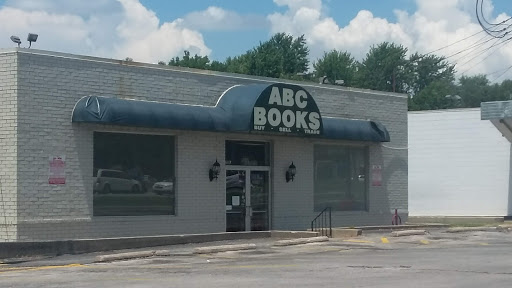 ABC
BOOKS
BUY • SELL • TRADE